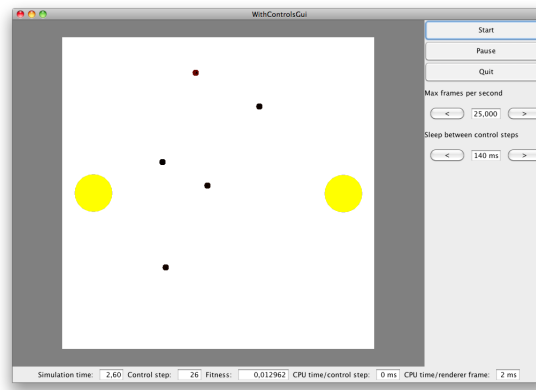 WithControlsGui
Start
Pause
Quit
Max frames per second
< 25,000 >
Sleep between control steps
< 140 ms >
Simulation time: 2,60 Control step: 26 Fitness: 0,012962 CPU time/control step: 0 ms CPU time/renderer frame: 2 ms